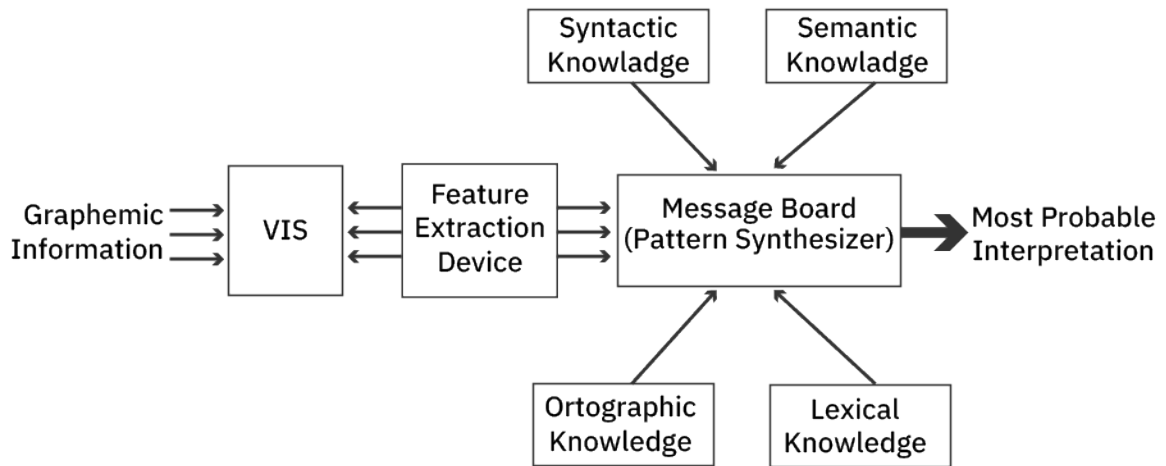 Syntactic
Knowladge
Semantic
Knowladge
Graphemic
Information
VIS
Feature
Extraction
Device
Message Board
(Pattern Synthesizer)
Most Probable
Interpretation
Ortographic
Knowledge
Lexical
Knowledge